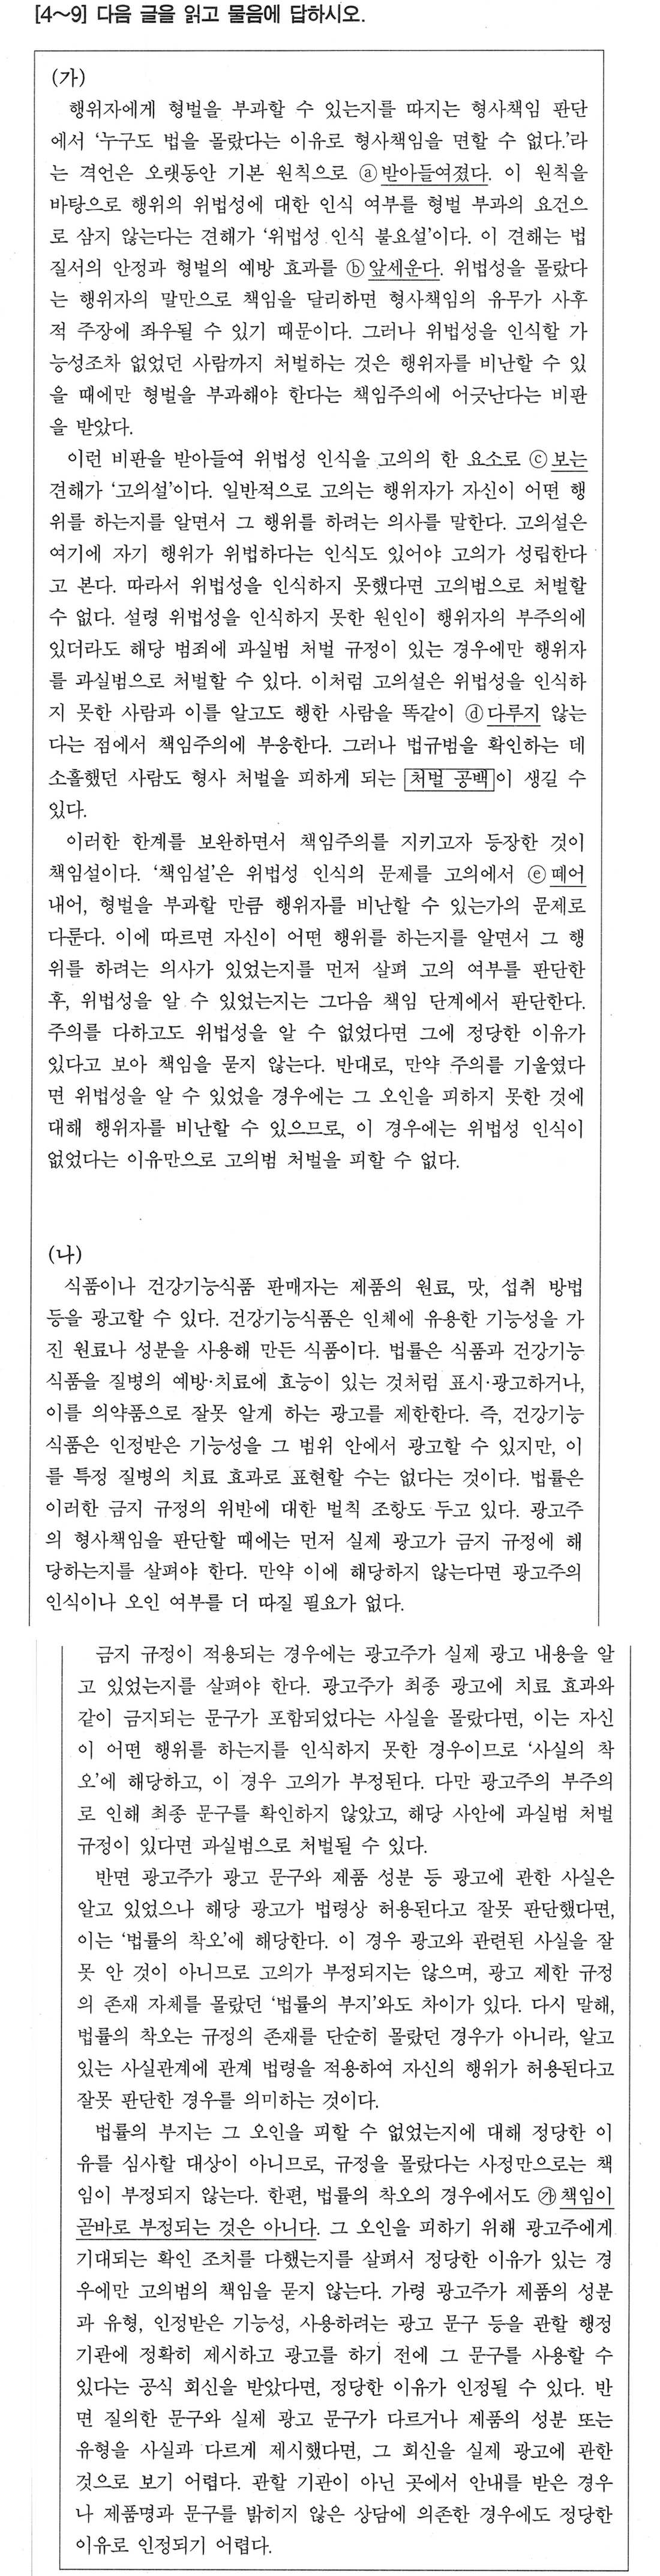 [4~9] 다음 글을 읽고 물음에 답하시오.
(가)
행위자에게 형벌을 부과할 수 있는지를 따지는 형사책임 판단
에서 ‘누구도 법을 몰랐다는 이유로 형사책임을 면할 수 없다.’라
는 격언은 오랫동안 기본 원칙으로 ⓐ받아들여졌다. 이 원칙을
바탕으로 행위의 위법성에 대한 인식 여부를 형벌 부과의 요건으
로 삼지 않는다는 견해가 ‘위법성 인식 불요설’이다. 이 견해는 법
질서의 안정과 형벌의 예방 효과를 ⓑ앞세운다. 위법성을 몰랐다
는 행위자의 말만으로 책임을 달리하면 형사책임의 유무가 사후
적 주장에 좌우될 수 있기 때문이다. 그러나 위법성을 인식할 가
능성조차 없었던 사람까지 처벌하는 것은 행위자를 비난할 수 있
을 때에만 형벌을 부과해야 한다는 책임주의에 어긋난다는 비판
을 받았다.
이런 비판을 받아들여 위법성 인식을 고의의 한 요소로 ⓒ보는
견해가 ‘고의설’이다. 일반적으로 고의는 행위자가 자신이 어떤 행
위를 하는지를 알면서 그 행위를 하려는 의사를 말한다. 고의설은
여기에 자기 행위가 위법하다는 인식도 있어야 고의가 성립한다
고 본다. 따라서 위법성을 인식하지 못했다면 고의범으로 처벌할
수 없다. 설령 위법성을 인식하지 못한 원인이 행위자의 부주의에
있더라도 해당 범죄에 과실범 처벌 규정이 있는 경우에만 행위자
를 과실범으로 처벌할 수 있다. 이처럼 고의설은 위법성을 인식하
지 못한 사람과 이를 알고도 행한 사람을 똑같이 ⓓ다루지 않는
다는 점에서 책임주의에 부응한다. 그러나 법규범을 확인하는 데
소홀했던 사람도 형사 처벌을 피하게 되는 처벌 공백이 생길 수
있다.
이러한 한계를 보완하면서 책임주의를 지키고자 등장한 것이
책임설이다. ‘책임설’은 위법성 인식의 문제를 고의에서 ⓔ떼어
내어, 형벌을 부과할 만큼 행위자를 비난할 수 있는가의 문제로
다룬다. 이에 따르면 자신이 어떤 행위를 하는지를 알면서 그 행
위를 하려는 의사가 있었는지를 먼저 살펴 고의 여부를 판단한
후, 위법성을 알 수 있었는지는 그다음 책임 단계에서 판단한다.
주의를 다하고도 위법성을 알 수 없었다면 그에 정당한 이유가
있다고 보아 책임을 묻지 않는다. 반대로, 만약 주의를 기울였다
면 위법성을 알 수 있었을 경우에는 그 오인을 피하지 못한 것에
대해 행위자를 비난할 수 있으므로, 이 경우에는 위법성 인식이
없었다는 이유만으로 고의범 처벌을 피할 수 없다.
(나)
식품이나 건강기능식품 판매자는 제품의 원료, 맛, 섭취 방법
등을 광고할 수 있다. 건강기능식품은 인체에 유용한 기능성을 가
진 원료나 성분을 사용해 만든 식품이다. 법률은 식품과 건강기능
식품을 질병의 예방·치료에 효능이 있는 것처럼 표시·광고하거나,
이를 의약품으로 잘못 알게 하는 광고를 제한한다. 즉, 건강기능
식품은 인정받은 기능성을 그 범위 안에서 광고할 수 있지만, 이
를 특정 질병의 치료 효과로 표현할 수는 없다는 것이다. 법률은
이러한 금지 규정의 위반에 대한 벌칙 조항도 두고 있다. 광고주
의 형사책임을 판단할 때에는 먼저 실제 광고가 금지 규정에 해
당하는지를 살펴야 한다. 만약 이에 해당하지 않는다면 광고주의
인식이나 오인 여부를 더 따질 필요가 없다.
금지 규정이 적용되는 경우에는 광고주가 실제 광고 내용을 알
고 있었는지를 살펴야 한다. 광고주가 최종 광고에 치료 효과와
같이 금지되는 문구가 포함되었다는 사실을 몰랐다면, 이는 자신
이 어떤 행위를 하는지를 인식하지 못한 경우이므로 ‘사실의 착
오’에 해당하고, 이 경우 고의가 부정된다. 다만 광고주의 부주의
로 인해 최종 문구를 확인하지 않았고, 해당 사안에 과실범 처벌
규정이 있다면 과실범으로 처벌될 수 있다.
반면 광고주가 광고 문구와 제품 성분 등 광고에 관한 사실은
알고 있었으나 해당 광고가 법령상 허용된다고 잘못 판단했다면,
이는 ‘법률의 착오’에 해당한다. 이 경우 광고와 관련된 사실을 잘
못 안 것이 아니므로 고의가 부정되지는 않으며, 광고 제한 규정
의 존재 자체를 몰랐던 ‘법률의 부지’와도 차이가 있다. 다시 말해,
법률의 착오는 규정의 존재를 단순히 몰랐던 경우가 아니라, 알고
있는 사실관계에 관계 법령을 적용하여 자신의 행위가 허용된다고
잘못 판단한 경우를 의미하는 것이다.
법률의 부지는 그 오인을 피할 수 없었는지에 대해 정당한 이
유를 심사할 대상이 아니므로, 규정을 몰랐다는 사정만으로는 책
임이 부정되지 않는다. 한편, 법률의 착오의 경우에서도 ㉮책임이
곧바로 부정되는 것은 아니다. 그 오인을 피하기 위해 광고주에게
기대되는 확인 조치를 다했는지를 살펴서 정당한 이유가 있는 경
우에만 고의범의 책임을 묻지 않는다. 가령 광고주가 제품의 성분
과 유형, 인정받은 기능성, 사용하려는 광고 문구 등을 관할 행정
기관에 정확히 제시하고 광고를 하기 전에 그 문구를 사용할 수
있다는 공식 회신을 받았다면, 정당한 이유가 인정될 수 있다. 반
면 질의한 문구와 실제 광고 문구가 다르거나 제품의 성분 또는
유형을 사실과 다르게 제시했다면, 그 회신을 실제 광고에 관한
것으로 보기 어렵다. 관할 기관이 아닌 곳에서 안내를 받은 경우
나 제품명과 문구를 밝히지 않은 상담에 의존한 경우에도 정당한
이유로 인정되기 어렵다.